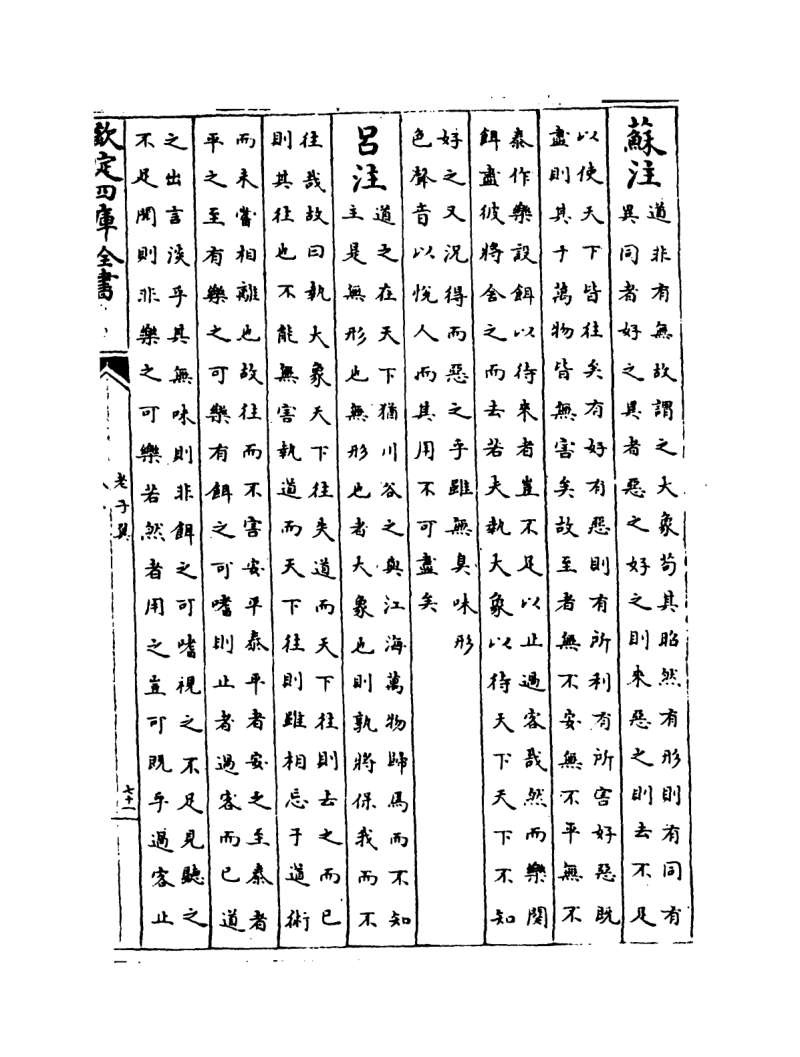 蘇注
道非有無故謂之大象苟其昭然有形則有同有
異同者好之異者惡之好之則來惡之則去不足
以使天下皆往矣有好有惡則有所利有所害好惡既
盡則其于萬物皆無害矣故至者無不安無不平無不
泰作樂設餌以待來者豈不足以止過客哉然而樂闋
餌盡彼將舍之而去若夫執大象以待天下天下不知
好之又況得而惡之乎雖無臭味形
色聲音以悅人而其用不可盡矣
呂注
道之在天下猶川谷之與江海萬物歸焉而不知
主是無形也無形也者大象也則孰將保我而不
往哉故曰執大象天下往失道而天下往則去之而已
則其往也不能無害執道而天下往則雖相忘于道術
而未嘗相離也故往而不害安平泰平者安之至泰者
平之至有樂之可樂有餌之可嗜則止者過客而已道
之出言淡乎其無味則非餌之可嗜視之不足見聽之
不足聞則非樂之可樂若然者用之豈可既乎過客止
欽定四庫全書
老子翼
七十一